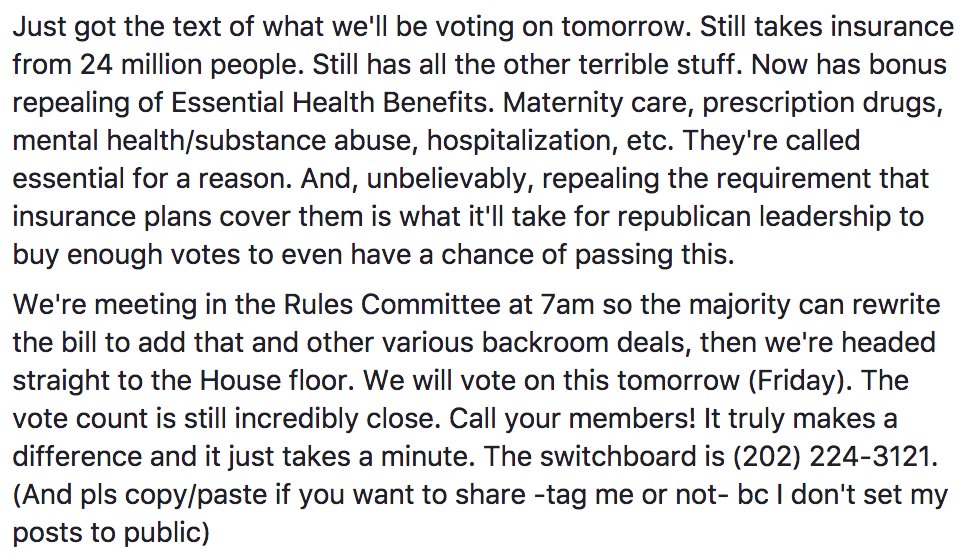 Just got the text of what we'll be voting on tomorrow. Still takes insurance
from 24 million people. Still has all the other terrible stuff. Now has bonus
repealing of Essential Health Benefits. Maternity care, prescription drugs,
mental health/substance abuse, hospitalization, etc. They're called
essential for a reason. And, unbelievably, repealing the requirement that
insurance plans cover them is what it'll take for republican leadership to
buy enough votes to even have a chance of passing this.
We're meeting in the Rules Committee at 7am so the majority can rewrite
the bill to add that and other various backroom deals, then we're headed
straight to the House floor. We will vote on this tomorrow (Friday). The
vote count is still incredibly close. Call your members! It truly makes a
difference and it just takes a minute. The switchboard is (202) 224-3121.
(And pls copy/paste if you want to share -tag me or not- bc I don't set my
posts to public)